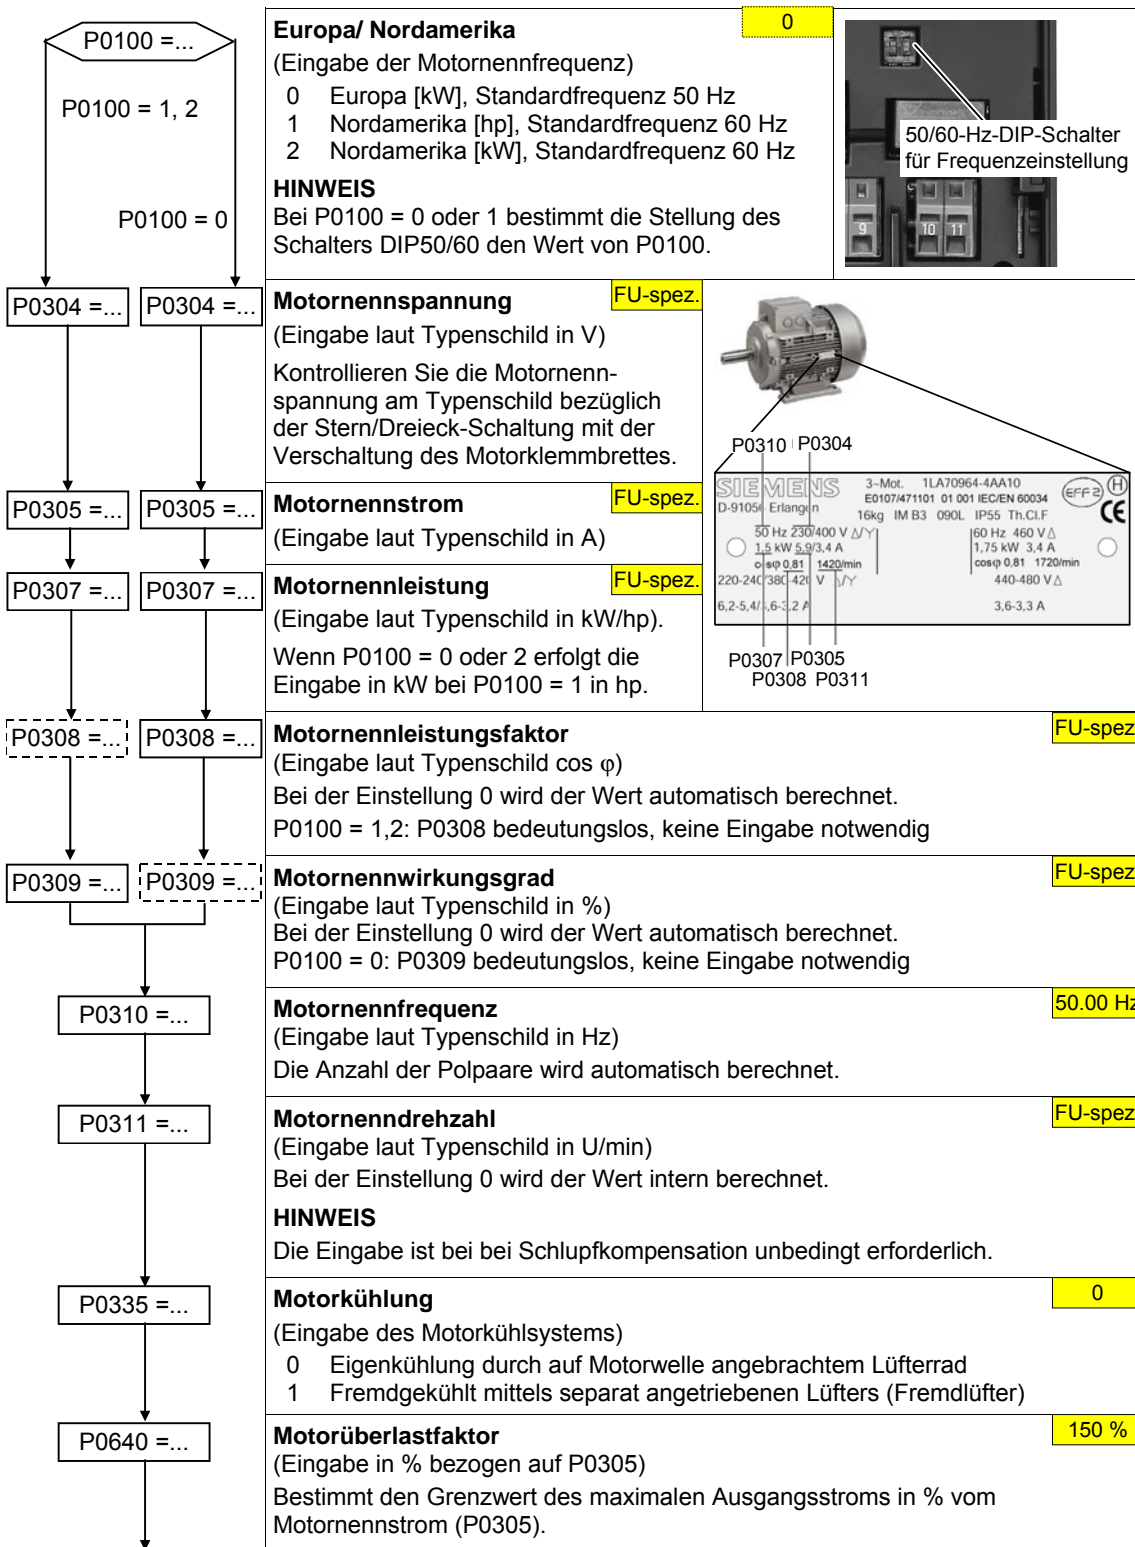 P0100 =...
P0100 = 1, 2
P0100 = 0
Europa/ Nordamerika
0
(Eingabe der Motornennfrequenz)
0 Europa [kW], Standardfrequenz 50 Hz
1 Nordamerika [hp], Standardfrequenz 60 Hz
2 Nordamerika [kW], Standardfrequenz 60 Hz
HINWEIS
Bei P0100 = 0 oder 1 bestimmt die Stellung des
Schalters DIP50/60 den Wert von P0100.
50/60-Hz-DIP-Schalter
für Frequenzeinstellung
9 10 11
P0304 =... P0304 =...
Motornennspannung
FU-spez.
(Eingabe laut Typenschild in V)
Kontrollieren Sie die Motornenn-
spannung am Typenschild bezüglich
der Stern/Dreieck-Schaltung mit der
Verschaltung des Motorklemmbrettes.
P0310 P0304
SIEMENS
3~Mot. 1LA70964-4AA10
EFF 2
H
D-91056 Erlangen
E0107/471101 01 001 IEC/EN 60034
16kg IM B3 090L IP55 Th.Cl.F
CE
50 Hz 230/400 V Δ/Y
60 Hz 460 V Δ
1,5 kW 5,9/3,4 A
1,75 kW 3,4 A
cosφ 0,81 1420/min
cosφ 0,81 1720/min
220-240/380-420 V Δ/Y
440-480 V Δ
6,2-5,4/3,6-3,2 A
3,6-3,3 A
P0307 P0305
P0308 P0311
P0305 =... P0305 =...
Motornennstrom
FU-spez.
(Eingabe laut Typenschild in A)
P0307 =... P0307 =...
Motornennleistung
FU-spez.
(Eingabe laut Typenschild in kW/hp).
Wenn P0100 = 0 oder 2 erfolgt die
Eingabe in kW bei P0100 = 1 in hp.
P0308 =... P0308 =...
Motornennleistungsfaktor
FU-spez
(Eingabe laut Typenschild cos φ)
Bei der Einstellung 0 wird der Wert automatisch berechnet.
P0100 = 1,2: P0308 bedeutungslos, keine Eingabe notwendig
P0309 =... P0309 =...
Motornennwirkungsgrad
FU-spez
(Eingabe laut Typenschild in %)
Bei der Einstellung 0 wird der Wert automatisch berechnet.
P0100 = 0: P0309 bedeutungslos, keine Eingabe notwendig
P0310 =...
Motornennfrequenz
50.00 Hz
(Eingabe laut Typenschild in Hz)
Die Anzahl der Polpaare wird automatisch berechnet.
P0311 =...
Motornenndrehzahl
FU-spez
(Eingabe laut Typenschild in U/min)
Bei der Einstellung 0 wird der Wert intern berechnet.
HINWEIS
Die Eingabe ist bei bei Schlupfkompensation unbedingt erforderlich.
P0335 =...
Motorkühlung
0
(Eingabe des Motorkühlsystems)
0 Eigenkühlung durch auf Motorwelle angebrachtem Lüfterrad
1 Fremdgekühlt mittels separat angetriebenen Lüfters (Fremdlüfter)
P0640 =...
Motorüberlastfaktor
150 %
(Eingabe in % bezogen auf P0305)
Bestimmt den Grenzwert des maximalen Ausgangsstroms in % vom
Motornennstrom (P0305).